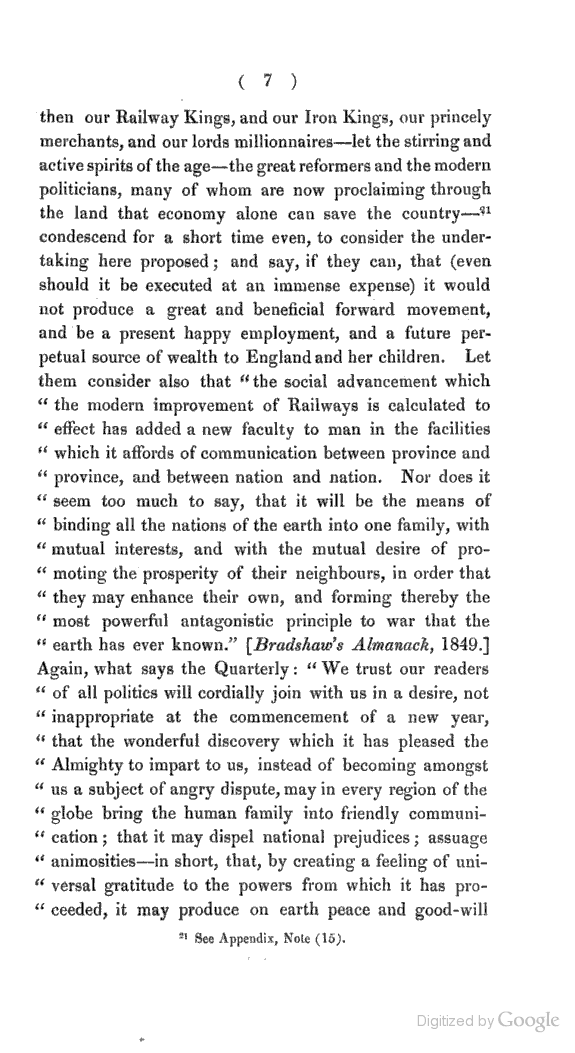 ( 7 )
then our Railway Kings, and our Iron Kings, our princely
merchants, and our lords millionnaires—let the stirring and
active spirits of the age—the great reformers and the modern
politicians, many of whom are now proclaiming through
the land that economy alone can save the country—²¹
condescend for a short time even, to consider the under-
taking here proposed; and say, if they can, that (even
should it be executed at an immense expense) it would
not produce a great and beneficial forward movement,
and be a present happy employment, and a future per-
petual source of wealth to England and her children. Let
them consider also that "the social advancement which
" the modern improvement of Railways is calculated to
" effect has added a new faculty to man in the facilities
" which it affords of communication between province and
" province, and between nation and nation. Nor does it
" seem too much to say, that it will be the means of
" binding all the nations of the earth into one family, with
" mutual interests, and with the mutual desire of pro-
" moting the prosperity of their neighbours, in order that
" they may enhance their own, and forming thereby the
" most powerful antagonistic principle to war that the
" earth has ever known." [Bradshaw's Almanack, 1849.]
Again, what says the Quarterly: "We trust our readers
" of all politics will cordially join with us in a desire, not
" inappropriate at the commencement of a new year,
" that the wonderful discovery which it has pleased the
" Almighty to impart to us, instead of becoming amongst
" us a subject of angry dispute, may in every region of the
" globe bring the human family into friendly communi-
" cation; that it may dispel national prejudices; assuage
" animosities—in short, that, by creating a feeling of uni-
" versal gratitude to the powers from which it has pro-
" ceeded, it may produce on earth peace and good-will
²¹ See Appendix, Note (15).
Digitized by Google